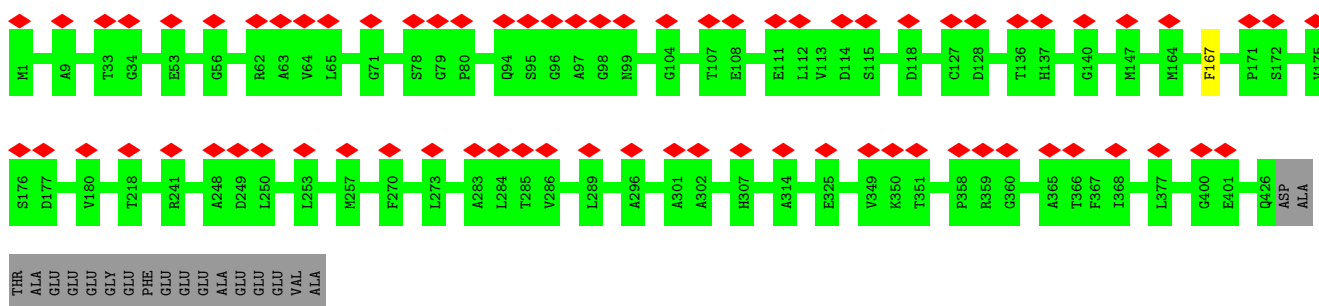 M1 A9 T33 G34 E53 G56 R62 A63 V64 L65 G71 S78 G79 P80 Q94 S95 G96 A97 G98 N99 G104 T107 E108 E111 L112 V113 D114 S115 D118 C127 D128 T136 H137 G140 M147 M164 F167 P171 S172 V175
S176 D177 V180 T218 R241 A248 D249 L250 L253 M257 F270 L273 A283 L284 T285 V286 L289 A296 A301 A302 H307 A314 E325 V349 K350 T351 P358 R359 G360 A365 T366 F367 I368 L377 G400 E401 Q426 ASP ALA
THR ALA GLU GLU GLU GLY GLU PHE GLU GLU GLU ALA GLU GLU GLU VAL ALA